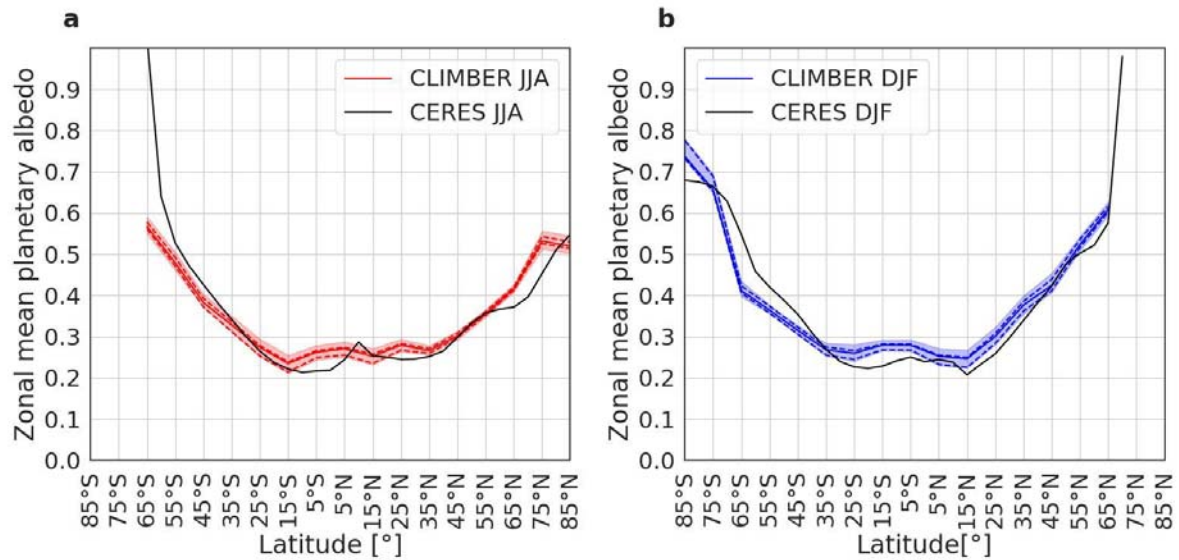 a
b
Zonal mean planetary albedo
0.9
0.8
0.7
0.6
0.5
0.4
0.3
0.2
0.1
0.0
CLIMBER JJA
CERES JJA
85°S
75°S
65°S
55°S
45°S
35°S
25°S
15°S
5°S
5°N
15°N
25°N
35°N
45°N
55°N
65°N
75°N
85°N
Latitude [°]
Zonal mean planetary albedo
0.9
0.8
0.7
0.6
0.5
0.4
0.3
0.2
0.1
0.0
CLIMBER DJF
CERES DJF
85°S
75°S
65°S
55°S
45°S
35°S
25°S
15°S
5°S
5°N
15°N
25°N
35°N
45°N
55°N
65°N
75°N
85°N
Latitude[°]